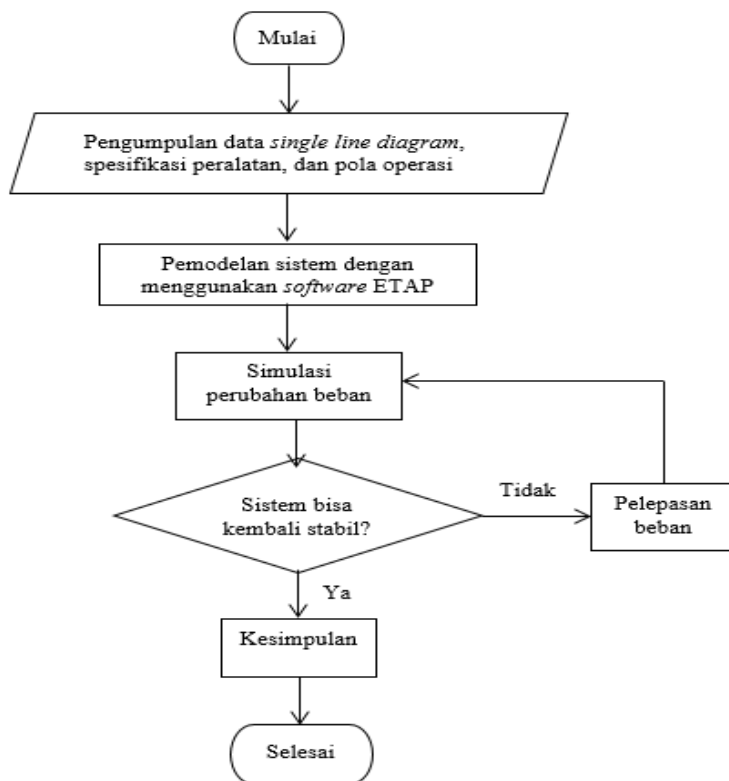 Mulai
Pengumpulan data single line diagram,
spesifikasi peralatan, dan pola operasi
Pemodelan sistem dengan
menggunakan software ETAP
Simulasi
perubahan beban
Sistem bisa
kembali stabil?
Tidak
Pelepasan
beban
Ya
Kesimpulan
Selesai